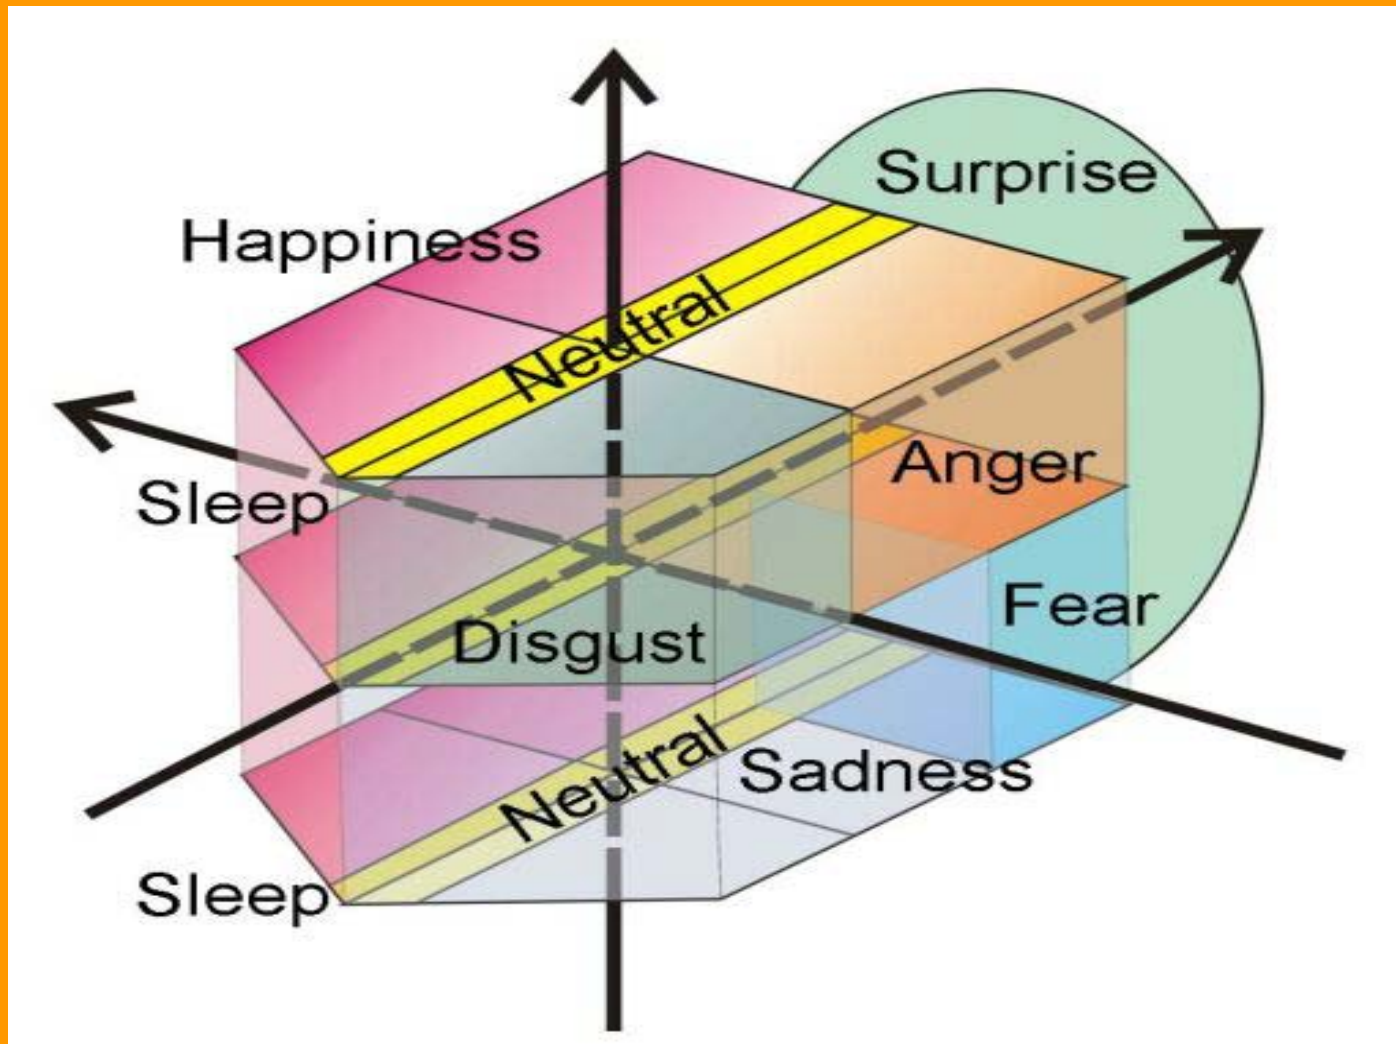 Surprise
Happiness
Neutral
Anger
Sleep
Fear
Disgust
Sadness
Neutral
Sleep